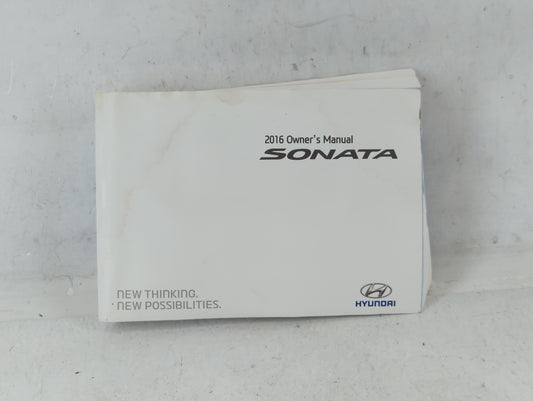 2016 Owner's Manual
SONATA
NEW THINKING.
NEW POSSIBILITIES.
HYUNDAI